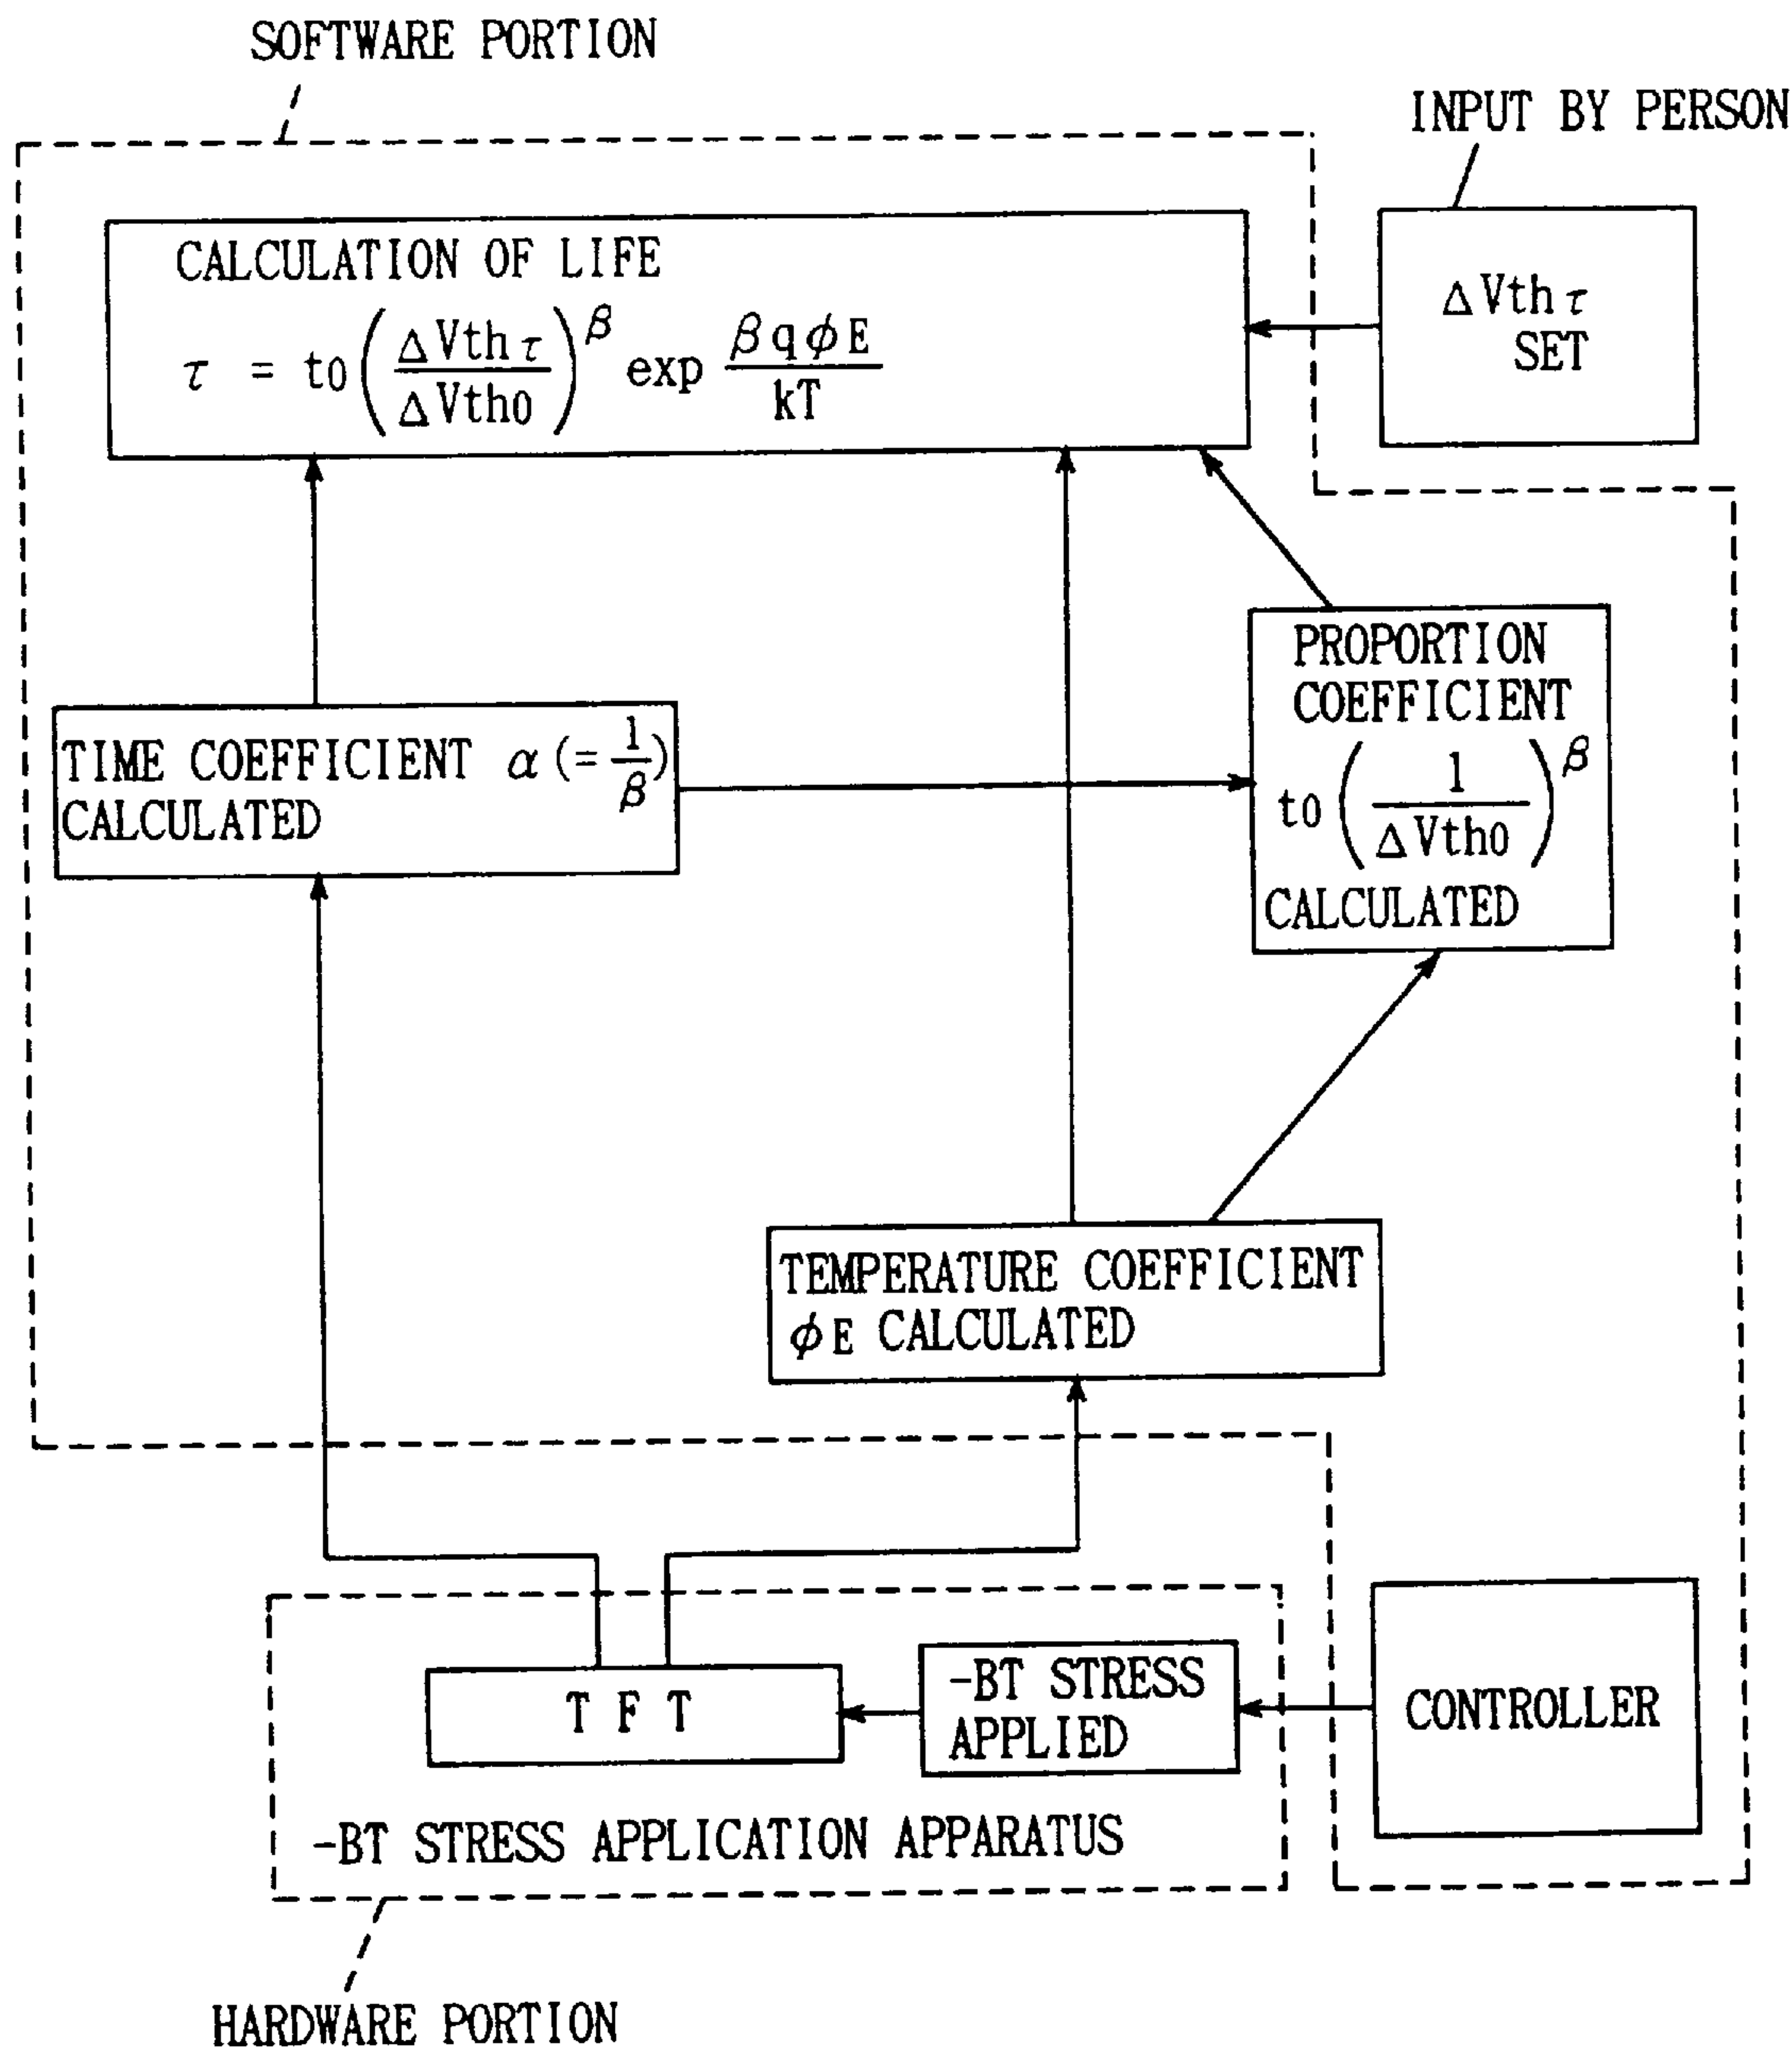 SOFTWARE PORTION
INPUT BY PERSON
CALCULATION OF LIFE
τ = t0(ΔVthτ/ΔVth0)^β exp βqφE/kT
ΔVthτ
SET
PROPORTION
COEFFICIENT
t0(1/ΔVth0)^β
CALCULATED
TIME COEFFICIENT α(=1/β)
CALCULATED
TEMPERATURE COEFFICIENT
φE CALCULATED
TFT
-BT STRESS
APPLIED
CONTROLLER
-BT STRESS APPLICATION APPARATUS
HARDWARE PORTION